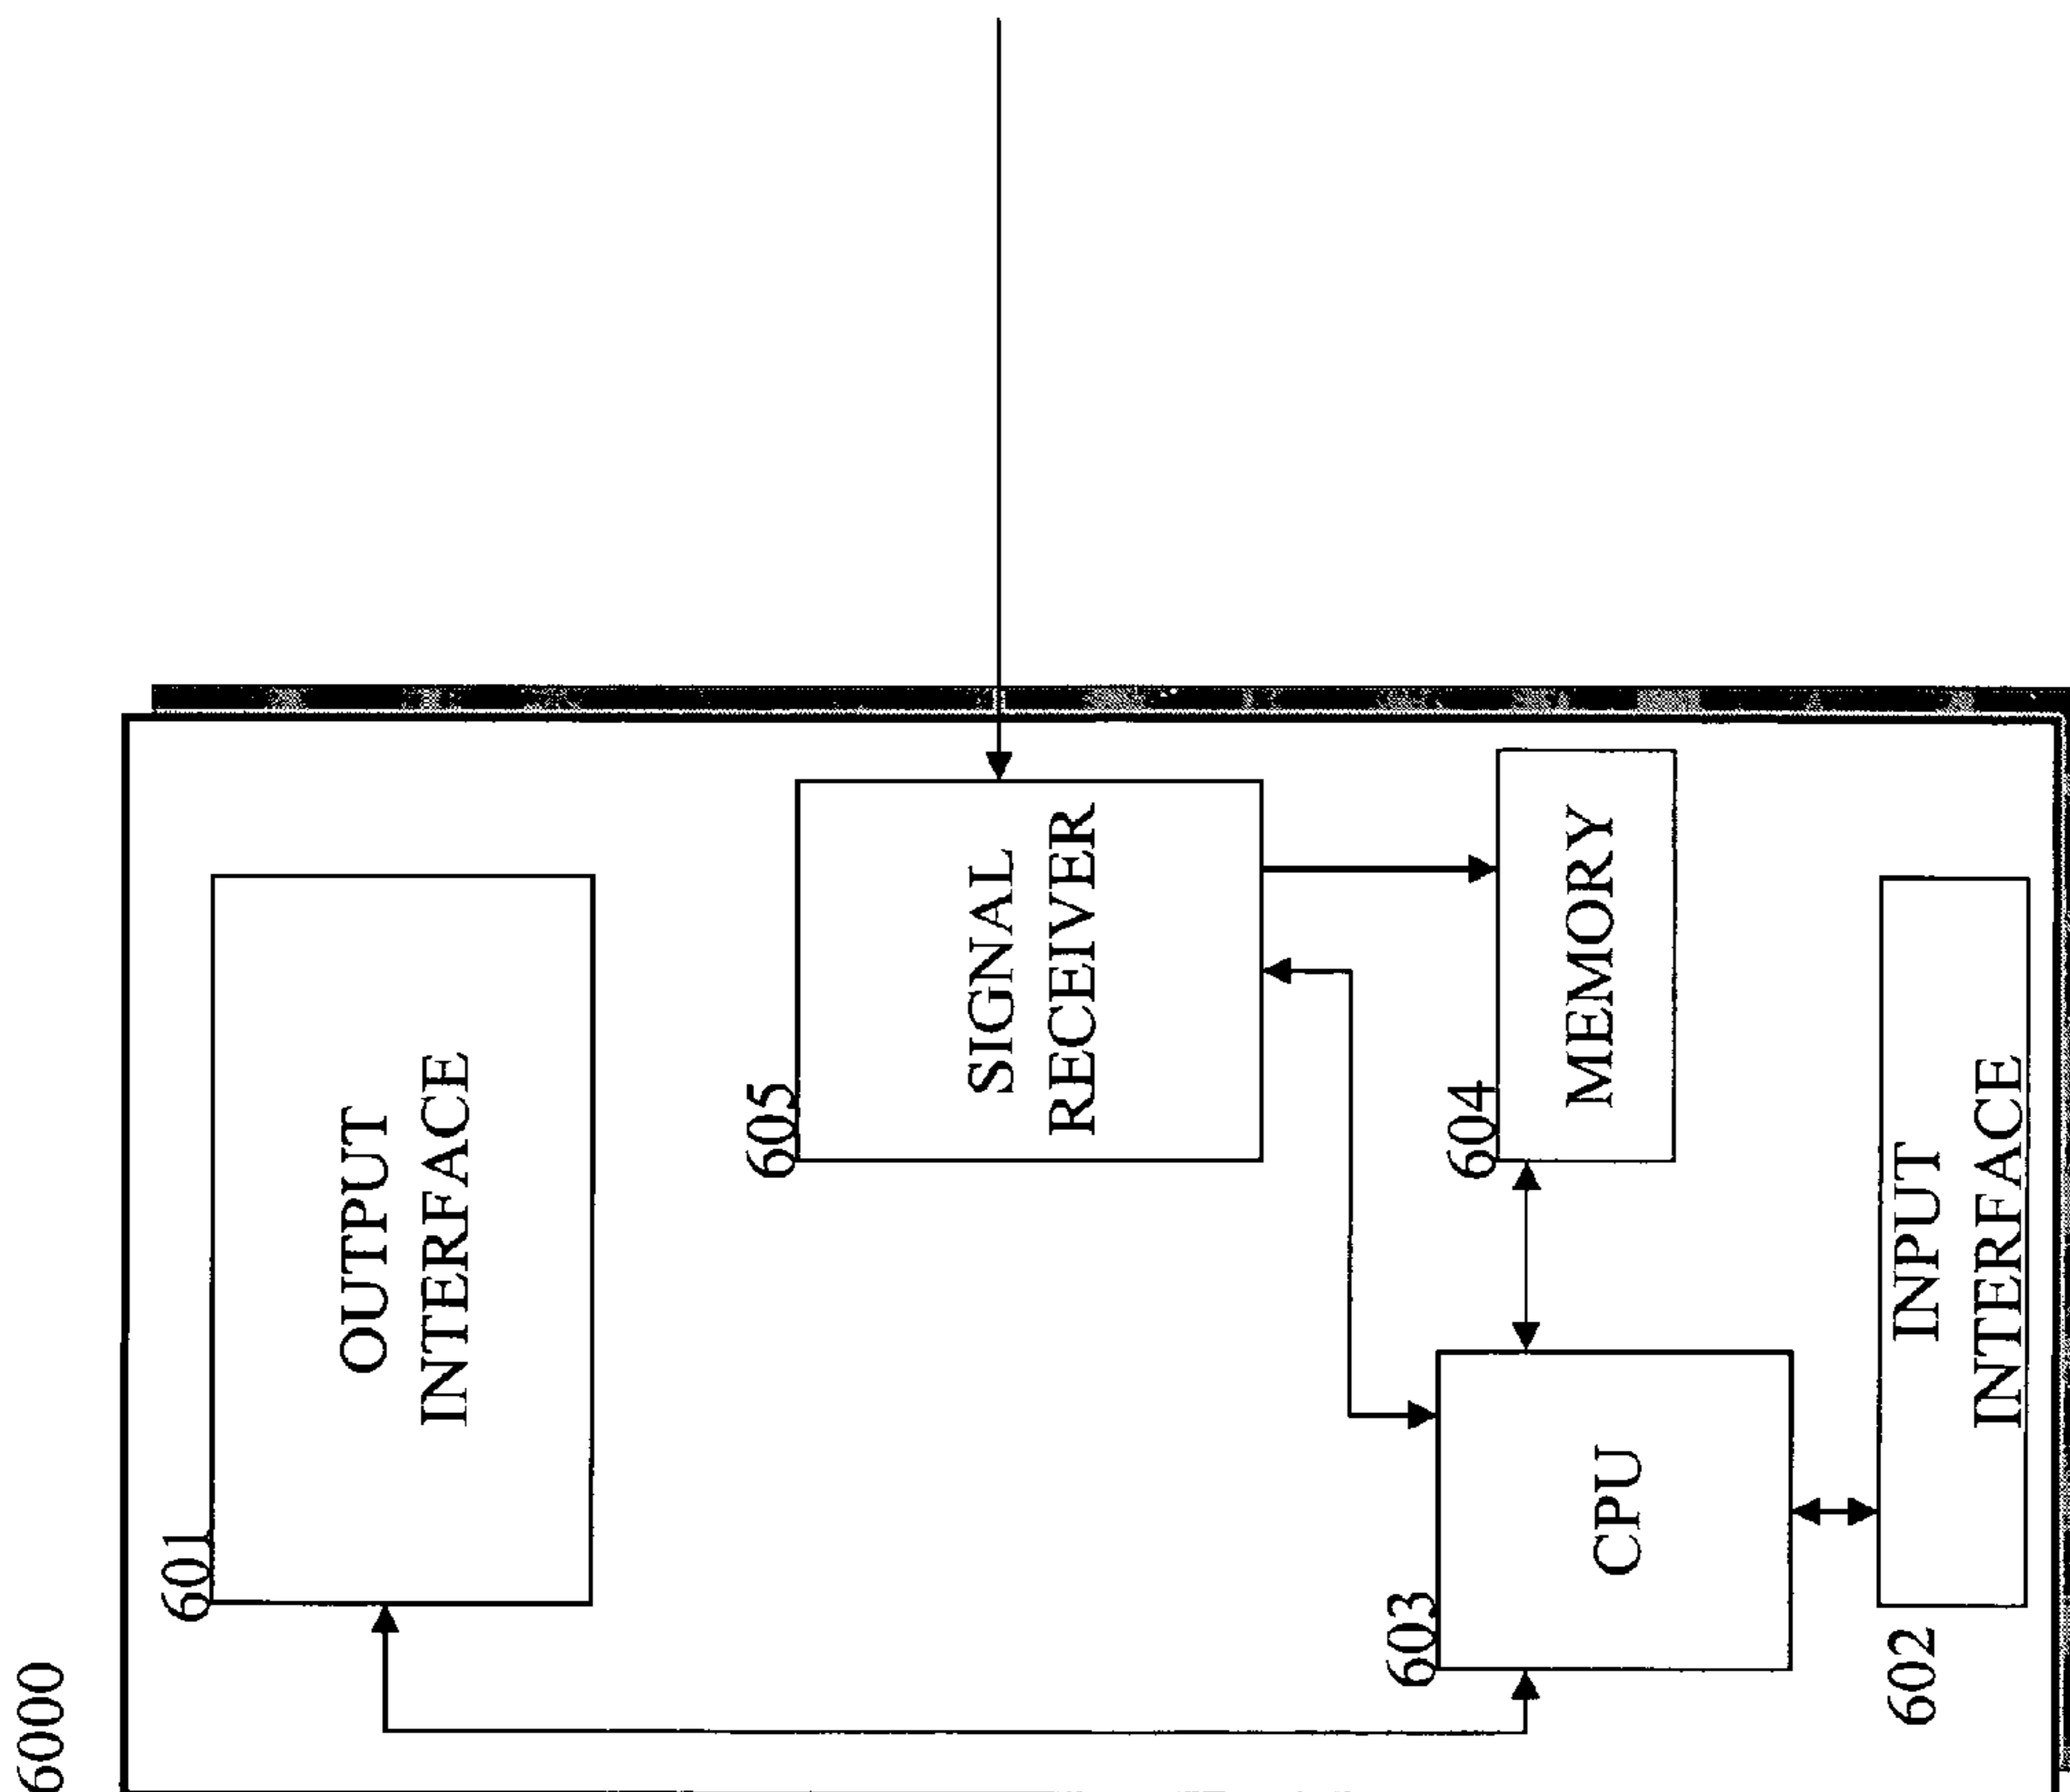 6000
601
OUTPUT
INTERFACE
605
SIGNAL
RECEIVER
603
CPU
604
MEMORY
602
INPUT
INTERFACE